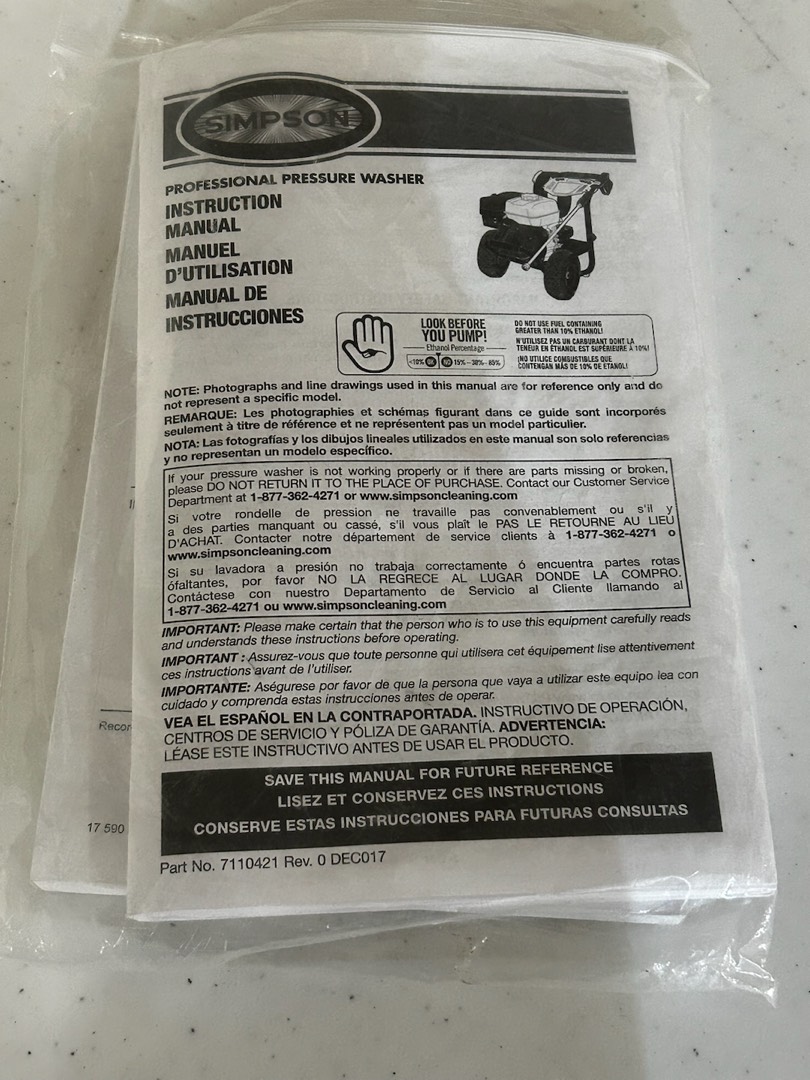 SIMPSON
PROFESSIONAL PRESSURE WASHER
INSTRUCTION
MANUAL
MANUEL
D'UTILISATION
MANUAL DE
INSTRUCCIONES
LOOK BEFORE
YOU PUMP!
Ethanol Percentage
<10% OK NO 15% - 30% - 85%
DO NOT USE FUEL CONTAINING
GREATER THAN 10% ETHANOL!
N'UTILISEZ PAS UN CARBURANT DONT LA
TENEUR EN ÉTHANOL EST SUPÉRIEURE À 10%!
¡NO UTILICE COMBUSTIBLES QUE
CONTENGAN MÁS DE 10% DE ETANOL!
NOTE: Photographs and line drawings used in this manual are for reference only and do
not represent a specific model.
REMARQUE: Les photographies et schémas figurant dans ce guide sont incorporés
seulement à titre de référence et ne représentent pas un model particulier.
NOTA: Las fotografías y los dibujos lineales utilizados en este manual son solo referencias
y no representan un modelo específico.
If your pressure washer is not working properly or if there are parts missing or broken,
please DO NOT RETURN IT TO THE PLACE OF PURCHASE. Contact our Customer Service
Department at 1-877-362-4271 or www.simpsoncleaning.com
Si votre rondelle de pression ne travaille pas convenablement ou s'il y
a des parties manquant ou cassé, s'il vous plaît le PAS LE RETOURNE AU LIEU
D'ACHAT. Contacter notre département de service clients à 1-877-362-4271 o
www.simpsoncleaning.com
Si su lavadora a presión no trabaja correctamente ó encuentra partes rotas
ófaltantes, por favor NO LA REGRECE AL LUGAR DONDE LA COMPRO.
Contáctese con nuestro Departamento de Servicio al Cliente llamando al
1-877-362-4271 ou www.simpsoncleaning.com
IMPORTANT: Please make certain that the person who is to use this equipment carefully reads
and understands these instructions before operating.
IMPORTANT : Assurez-vous que toute personne qui utilisera cet équipement lise attentivement
ces instructions avant de l'utiliser.
IMPORTANTE: Aségurese por favor de que la persona que vaya a utilizar este equipo lea con
cuidado y comprenda estas instrucciones antes de operar.
VEA EL ESPAÑOL EN LA CONTRAPORTADA. INSTRUCTIVO DE OPERACIÓN,
CENTROS DE SERVICIO Y PÓLIZA DE GARANTÍA. ADVERTENCIA:
LÉASE ESTE INSTRUCTIVO ANTES DE USAR EL PRODUCTO.
SAVE THIS MANUAL FOR FUTURE REFERENCE
LISEZ ET CONSERVEZ CES INSTRUCTIONS
CONSERVE ESTAS INSTRUCCIONES PARA FUTURAS CONSULTAS
Part No. 7110421 Rev. 0 DEC017
Recor
17 590